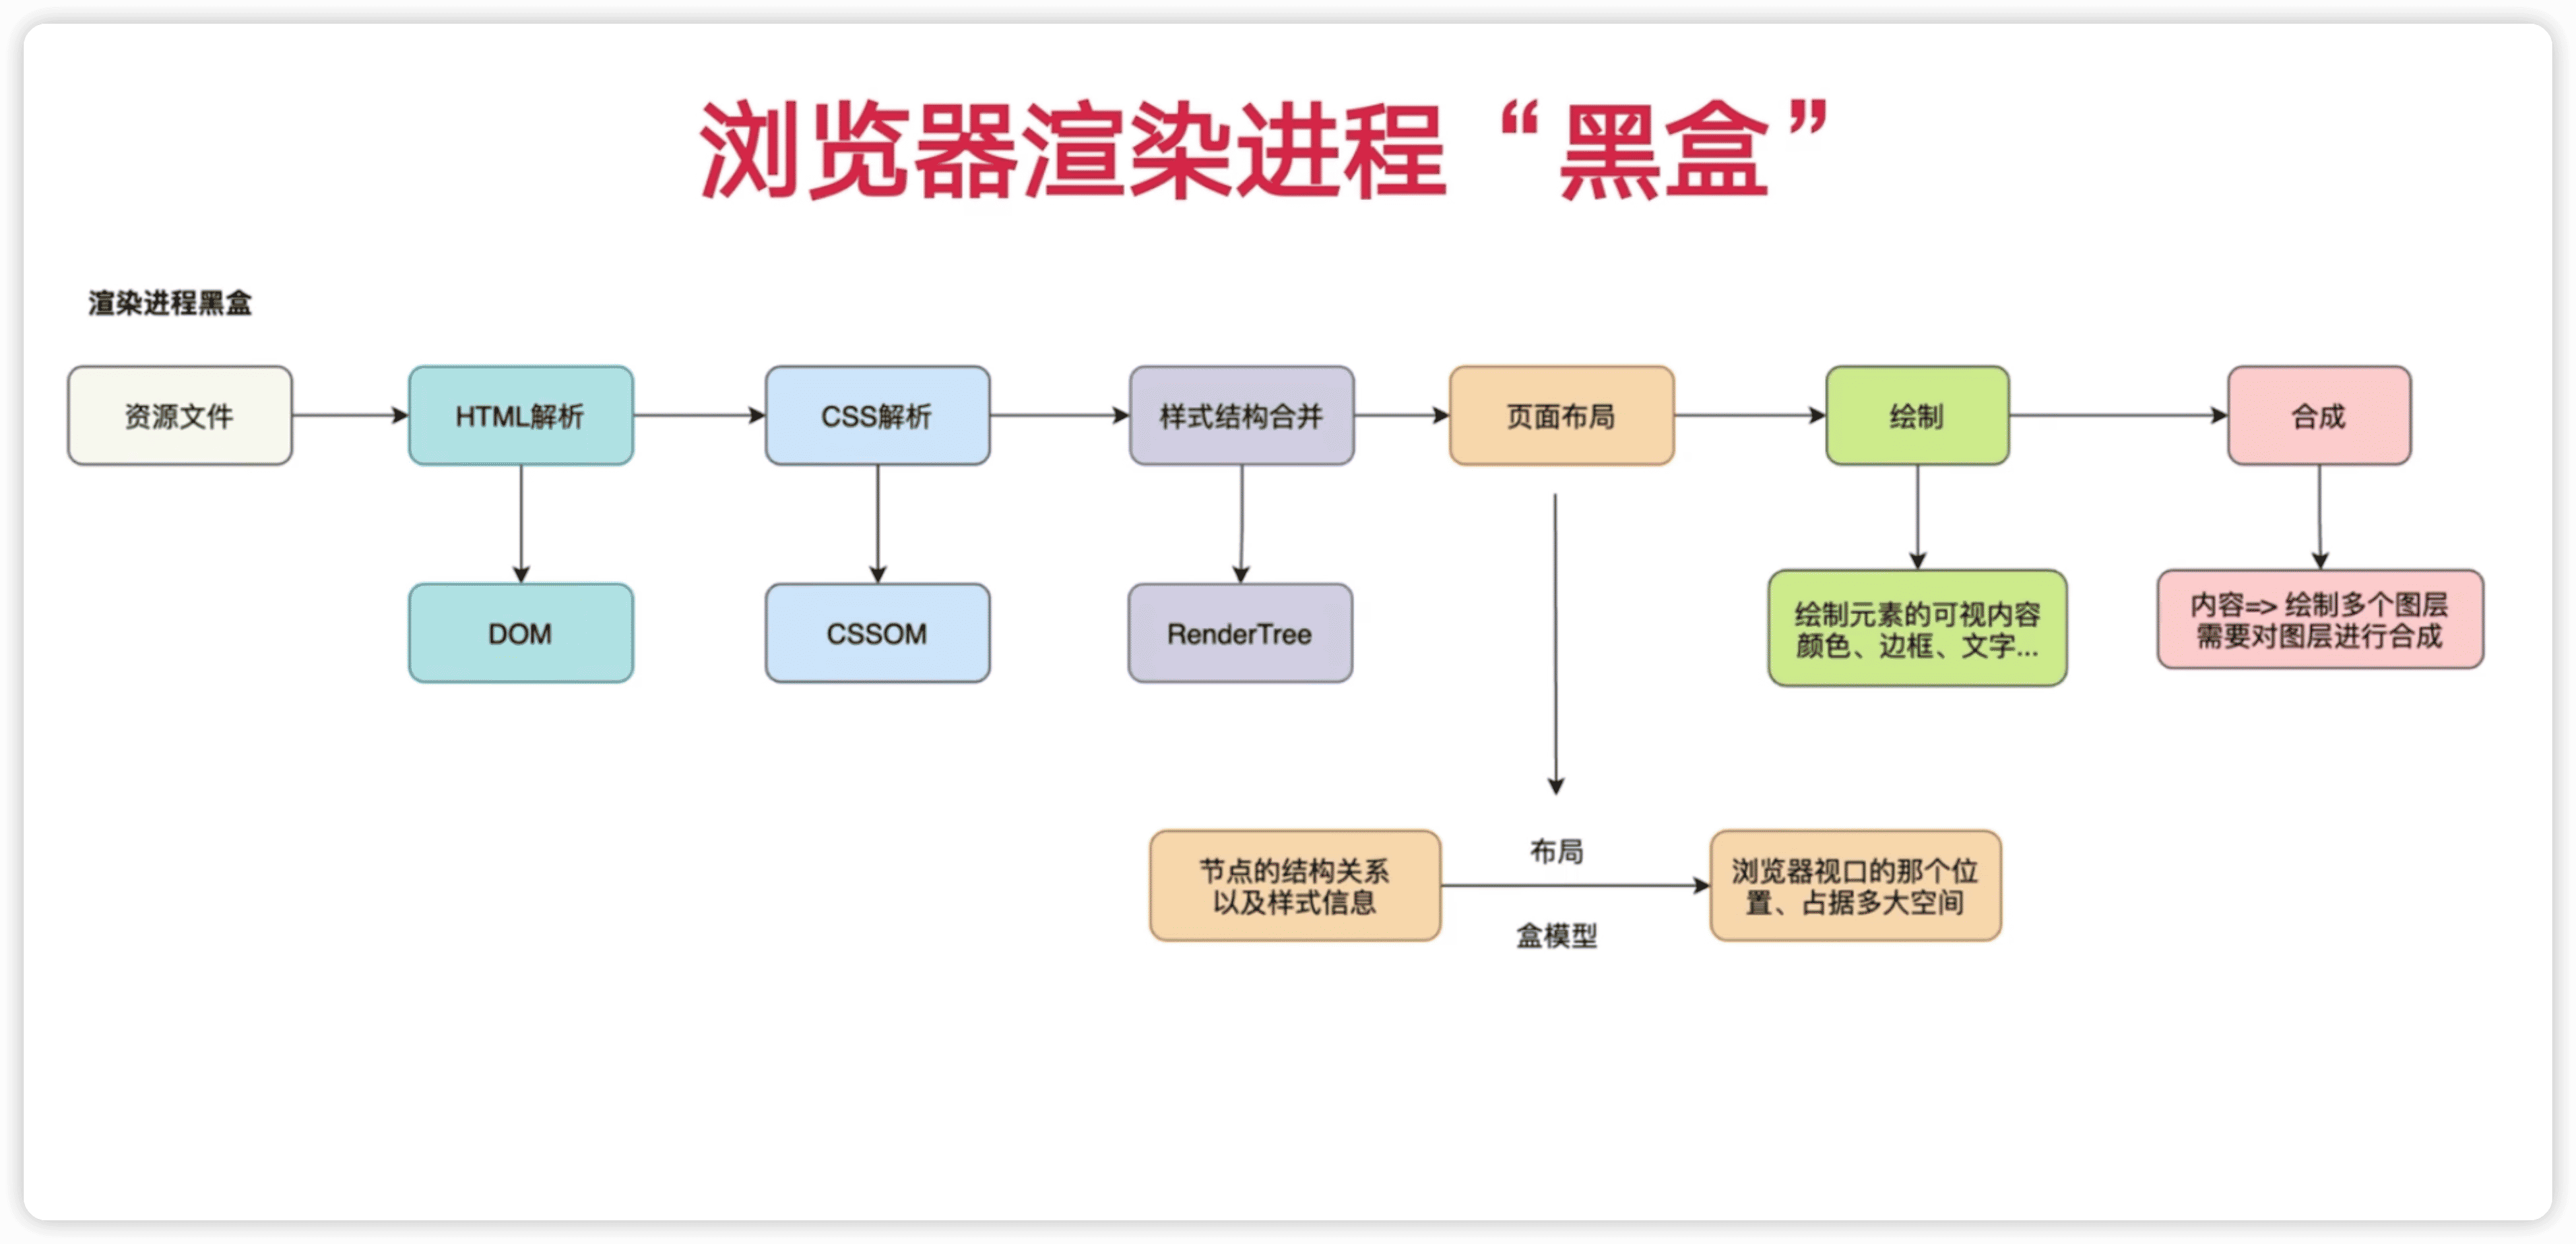 浏览器渲染进程“黑盒”
渲染进程黑盒
资源文件
HTML解析
CSS解析
样式结构合并
页面布局
绘制
合成
DOM
CSSOM
RenderTree
绘制元素的可视内容
颜色、边框、文字...
内容=> 绘制多个图层
需要对图层进行合成
节点的结构关系
以及样式信息
布局
盒模型
浏览器视口的那个位
置、占据多大空间